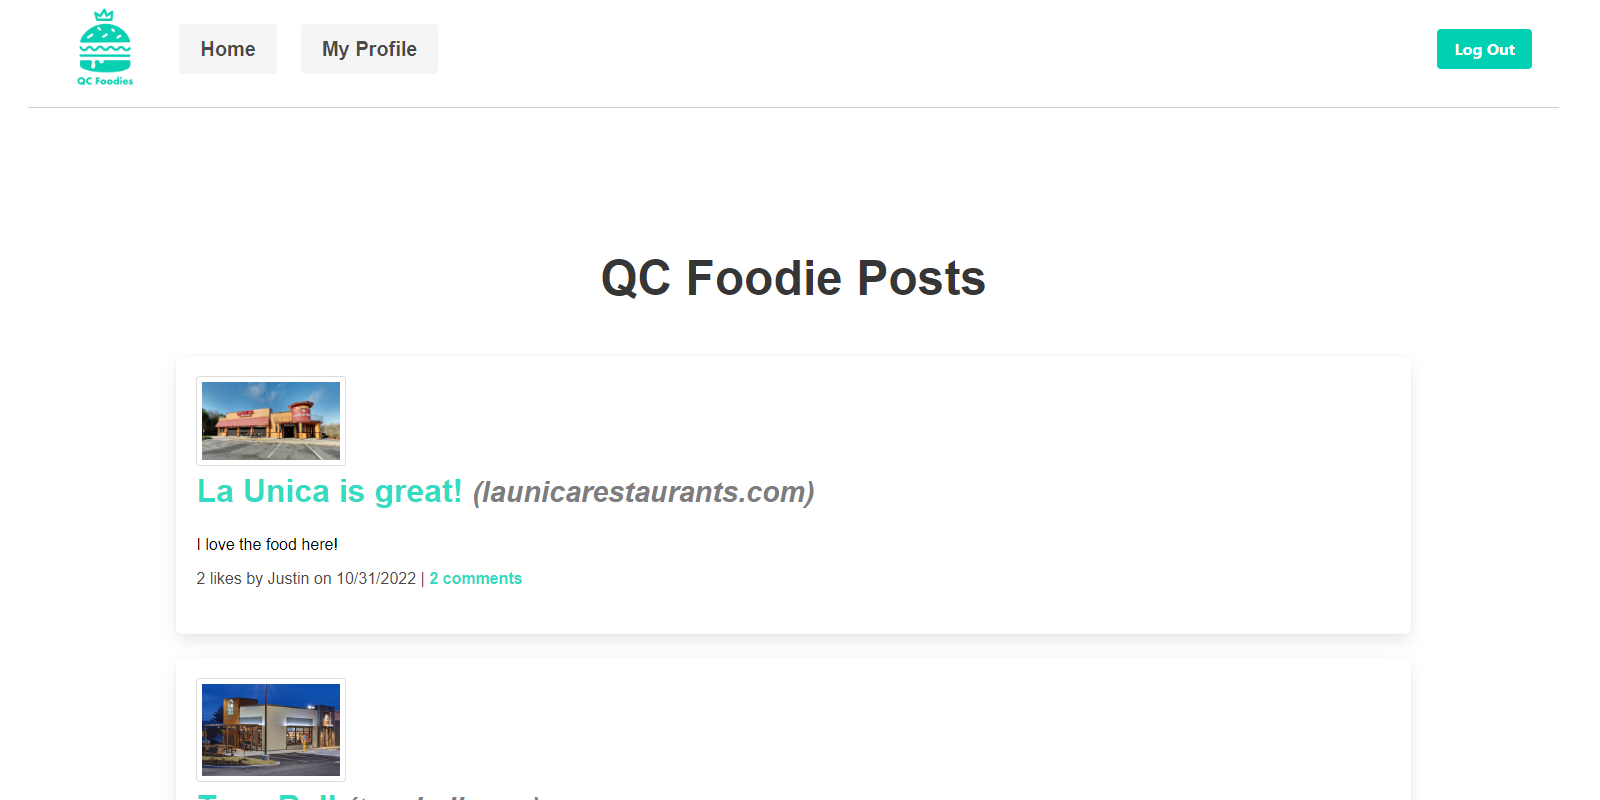 QC Foodies
Home
My Profile
Log Out
QC Foodie Posts
La Unica is great! (launicarestaurants.com)
I love the food here!
2 likes by Justin on 10/31/2022 | 2 comments